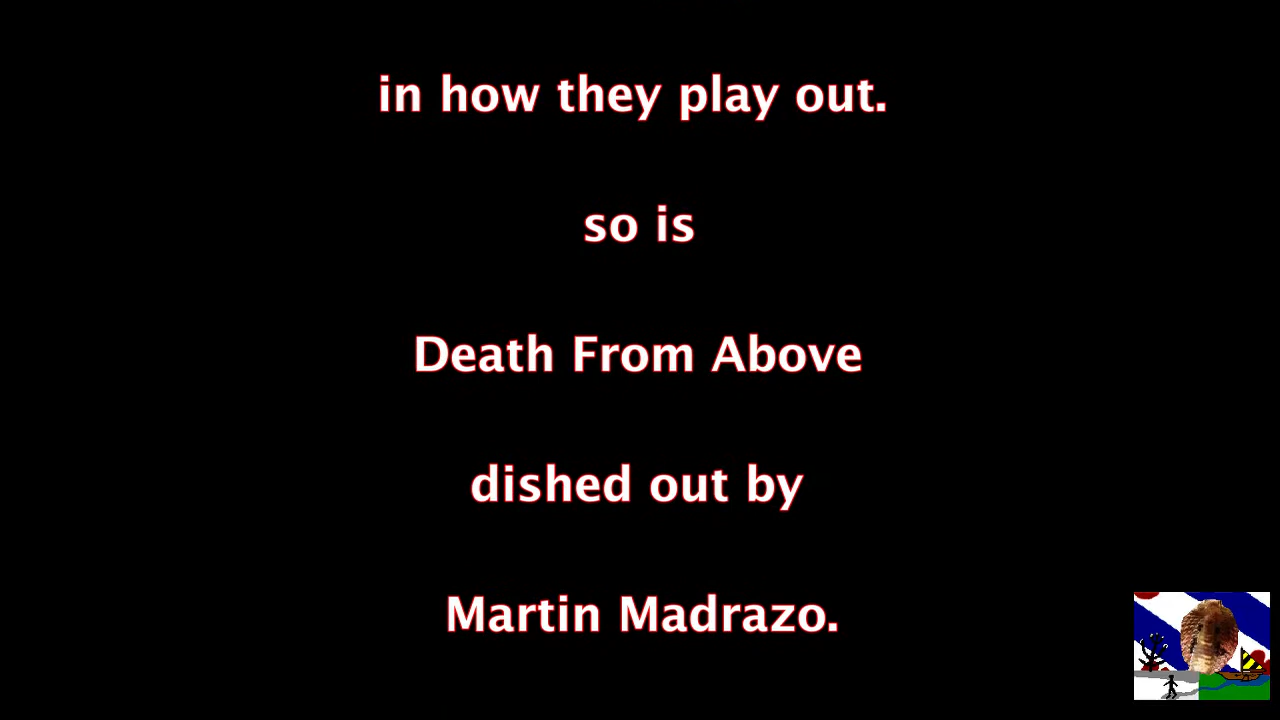 in how they play out.
so is
Death From Above
dished out by
Martin Madrazo.